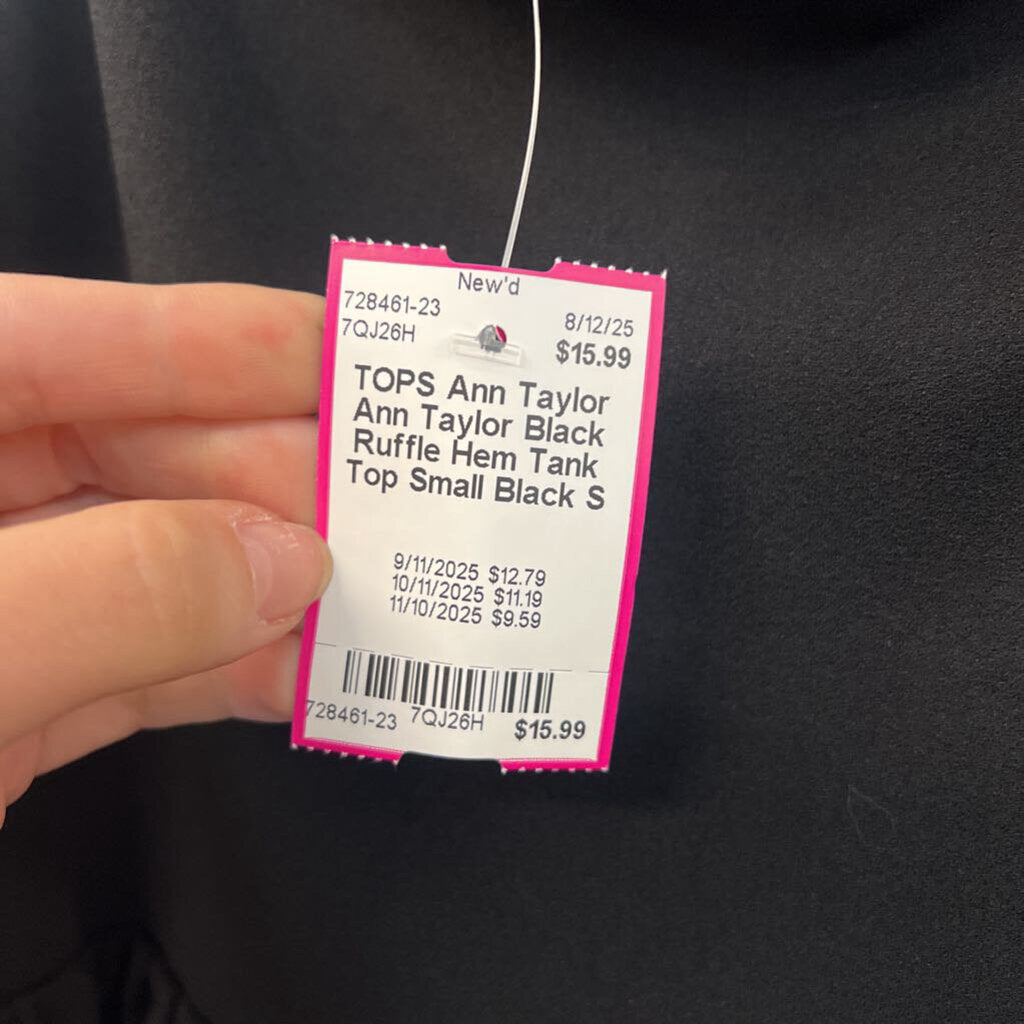 New'd
728461-23
8/12/25
7QJ26H
$15.99
TOPS Ann Taylor
Ann Taylor Black
Ruffle Hem Tank
Top Small Black S
9/11/2025 $12.79
10/11/2025 $11.19
11/10/2025 $9.59
728461-23 7QJ26H $15.99